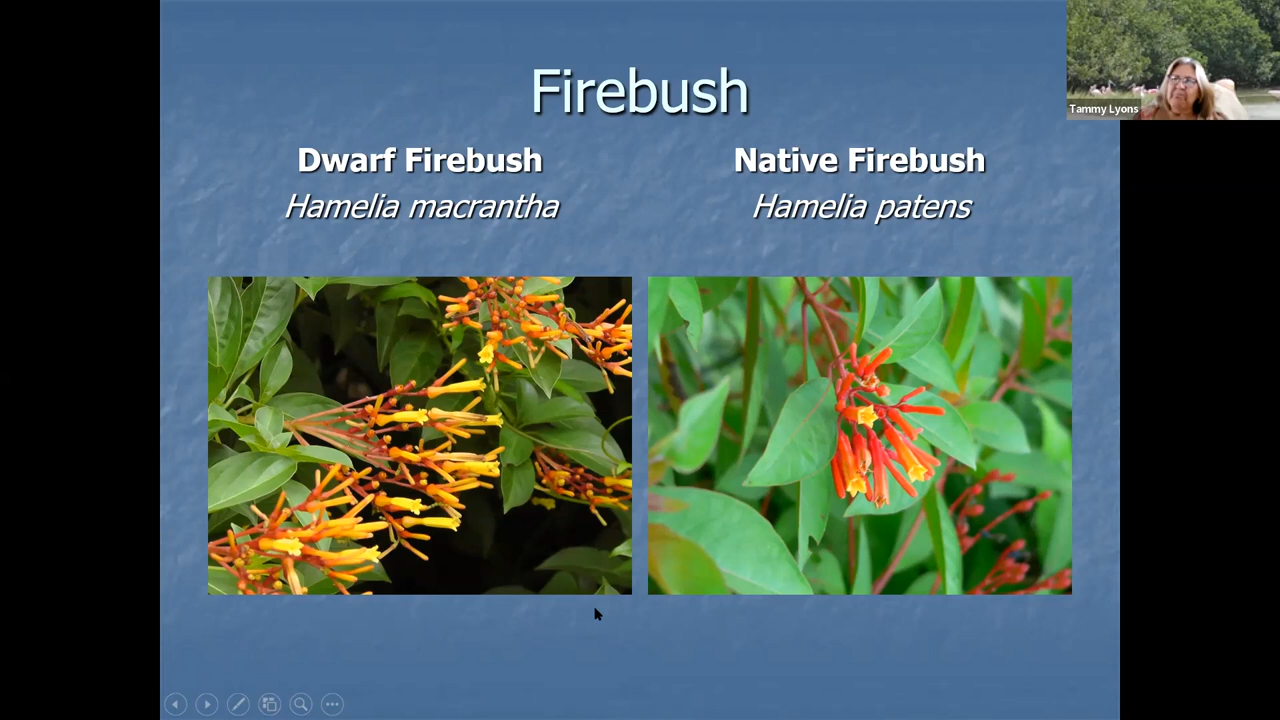 Firebush
Dwarf Firebush
Hamelia macrantha
Native Firebush
Hamelia patens
Tammy Lyons